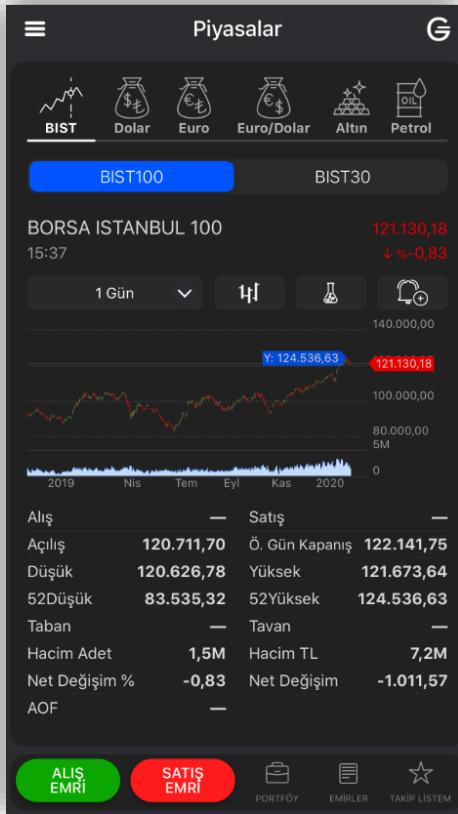 Piyasalar
BIST Dolar Euro Euro/Dolar Altın Petrol
BIST100 BIST30
BORSA ISTANBUL 100 121.130,18
15:37 ↓ %-0,83
1 Gün
140.000,00
Y: 124.536,63 121.130,18
100.000,00
80.000,00
5M
0
2019 Nis Tem Eyl Kas 2020
Alış — Satış —
Açılış 120.711,70 Ö. Gün Kapanış 122.141,75
Düşük 120.626,78 Yüksek 121.673,64
52Düşük 83.535,32 52Yüksek 124.536,63
Taban Tavan —
Hacim Adet 1,5M Hacim TL 7,2M
Net Değişim % -0,83 Net Değişim -1.011,57
AOF —
ALIŞ EMRİ SATIŞ EMRİ PORTFÖY EMİRLER TAKİP LİSTEM